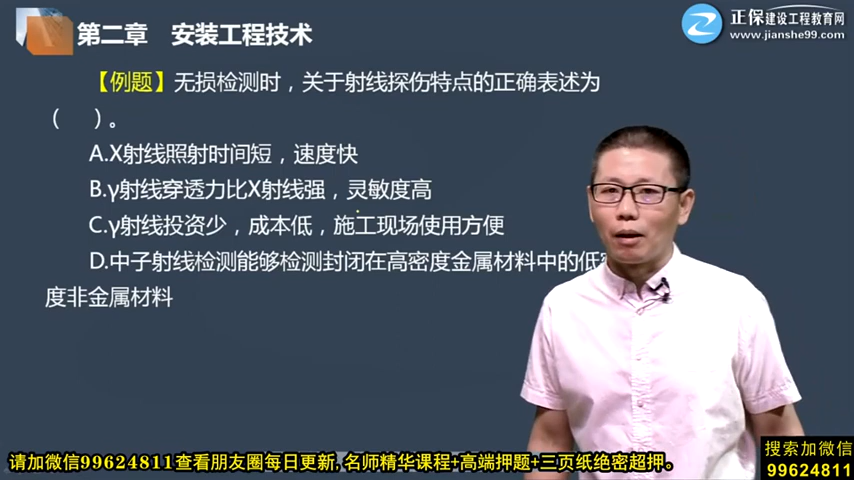 第二章 安装工程技术
正保建设工程教育网
www.jianshe99.com
【例题】无损检测时，关于射线探伤特点的正确表述为
（ ）。
A.X射线照射时间短，速度快
B.γ射线穿透力比X射线强，灵敏度高
C.γ射线投资少，成本低，施工现场使用方便
D.中子射线检测能够检测封闭在高密度金属材料中的低
度非金属材料
搜索加微信
请加微信99624811查看朋友圈每日更新,名师精华课程+高端押题+三页纸绝密超押。
99624811